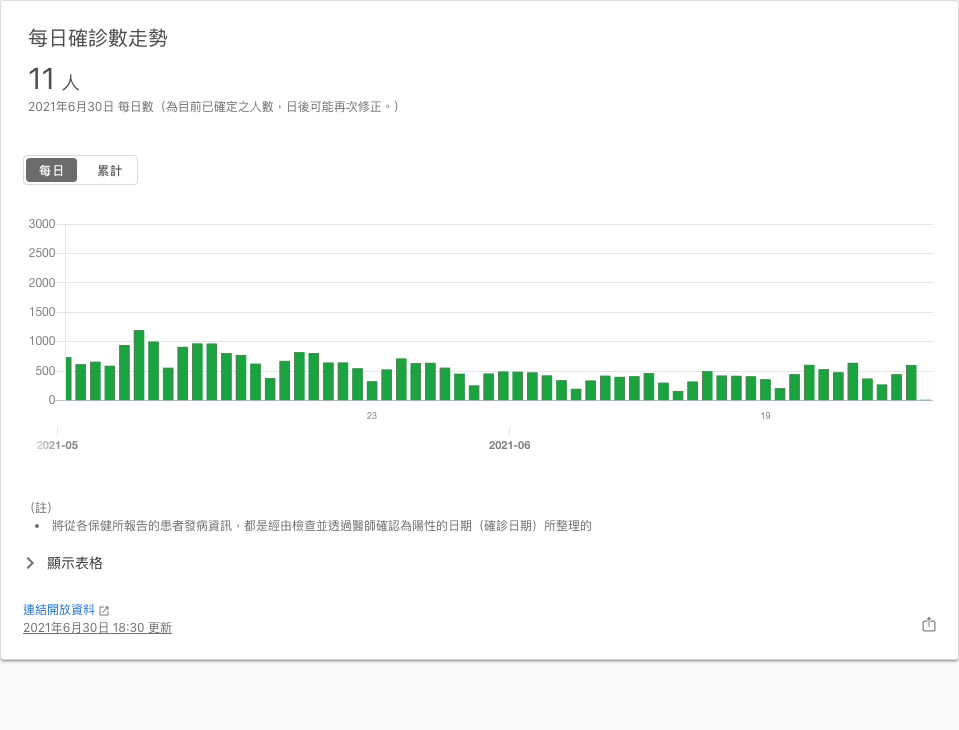 每日確診數走勢
11 人
2021年6月30日 每日數（為目前已確定之人數，日後可能再次修正。）
每日 累計
3000
2500
2000
1500
1000
500
0
23 19
2021-05 2021-06
（註）
• 將從各保健所報告的患者發病資訊，都是經由檢查並透過醫師確認為陽性的日期（確診日期）所整理的
顯示表格
連結開放資料
2021年6月30日 18:30 更新